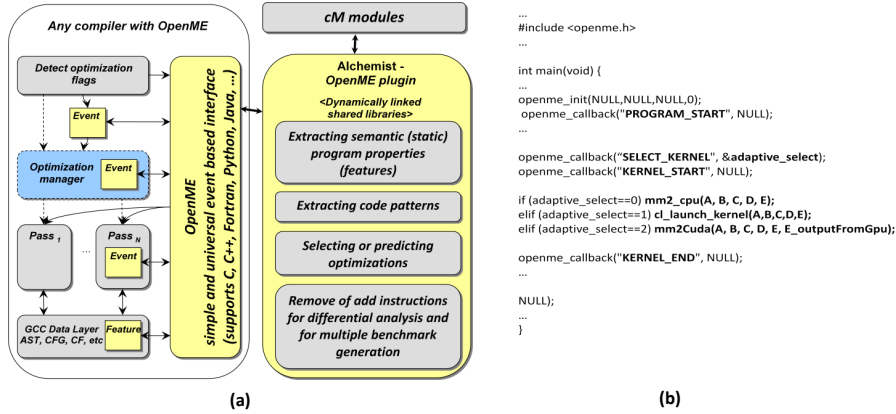 Any compiler with OpenME
Detect optimization
flags
Event
Optimization
manager
Event
Pass 1
...
Pass N
Event
GCC Data Layer
AST, CFG, CF, etc
Feature
OpenME
simple and universal event based interface
(supports C, C++, Fortran, Python, Java, ...)
cM modules
Alchemist -
OpenME plugin
<Dynamically linked
shared libraries>
Extracting semantic (static)
program properties
(features)
Extracting code patterns
Selecting or predicting
optimizations
Remove of add instructions
for differential analysis and
for multiple benchmark
generation
(a)
...
#include <openme.h>
...
int main(void) {
...
openme_init(NULL,NULL,NULL,0);
openme_callback("PROGRAM_START", NULL);
...
openme_callback(“SELECT_KERNEL", &adaptive_select);
openme_callback("KERNEL_START", NULL);
if (adaptive_select==0) mm2_cpu(A, B, C, D, E);
elif (adaptive_select==1) cl_launch_kernel(A,B,C,D,E);
elif (adaptive_select==2) mm2Cuda(A, B, C, D, E, E_outputFromGpu);
openme_callback("KERNEL_END", NULL);
...
NULL);
...
}
(b)